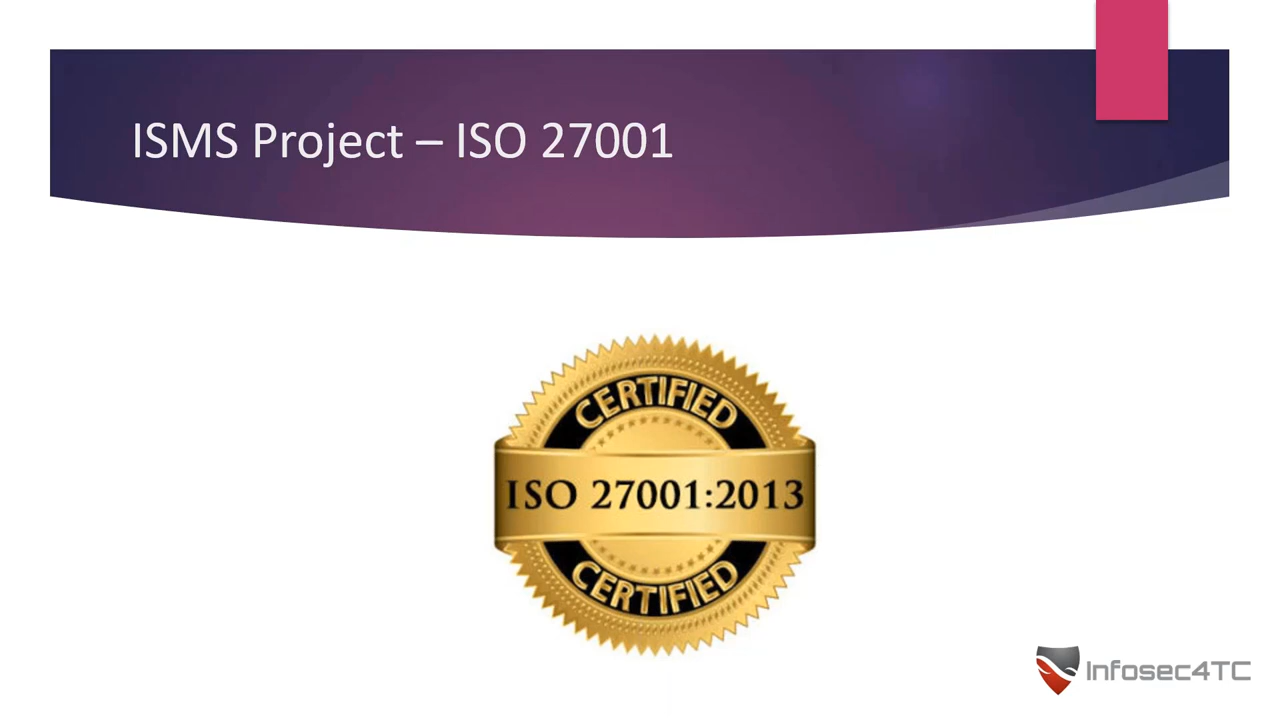 ISMS Project – ISO 27001
CERTIFIED
ISO 27001:2013
CERTIFIED
Infosec4TC